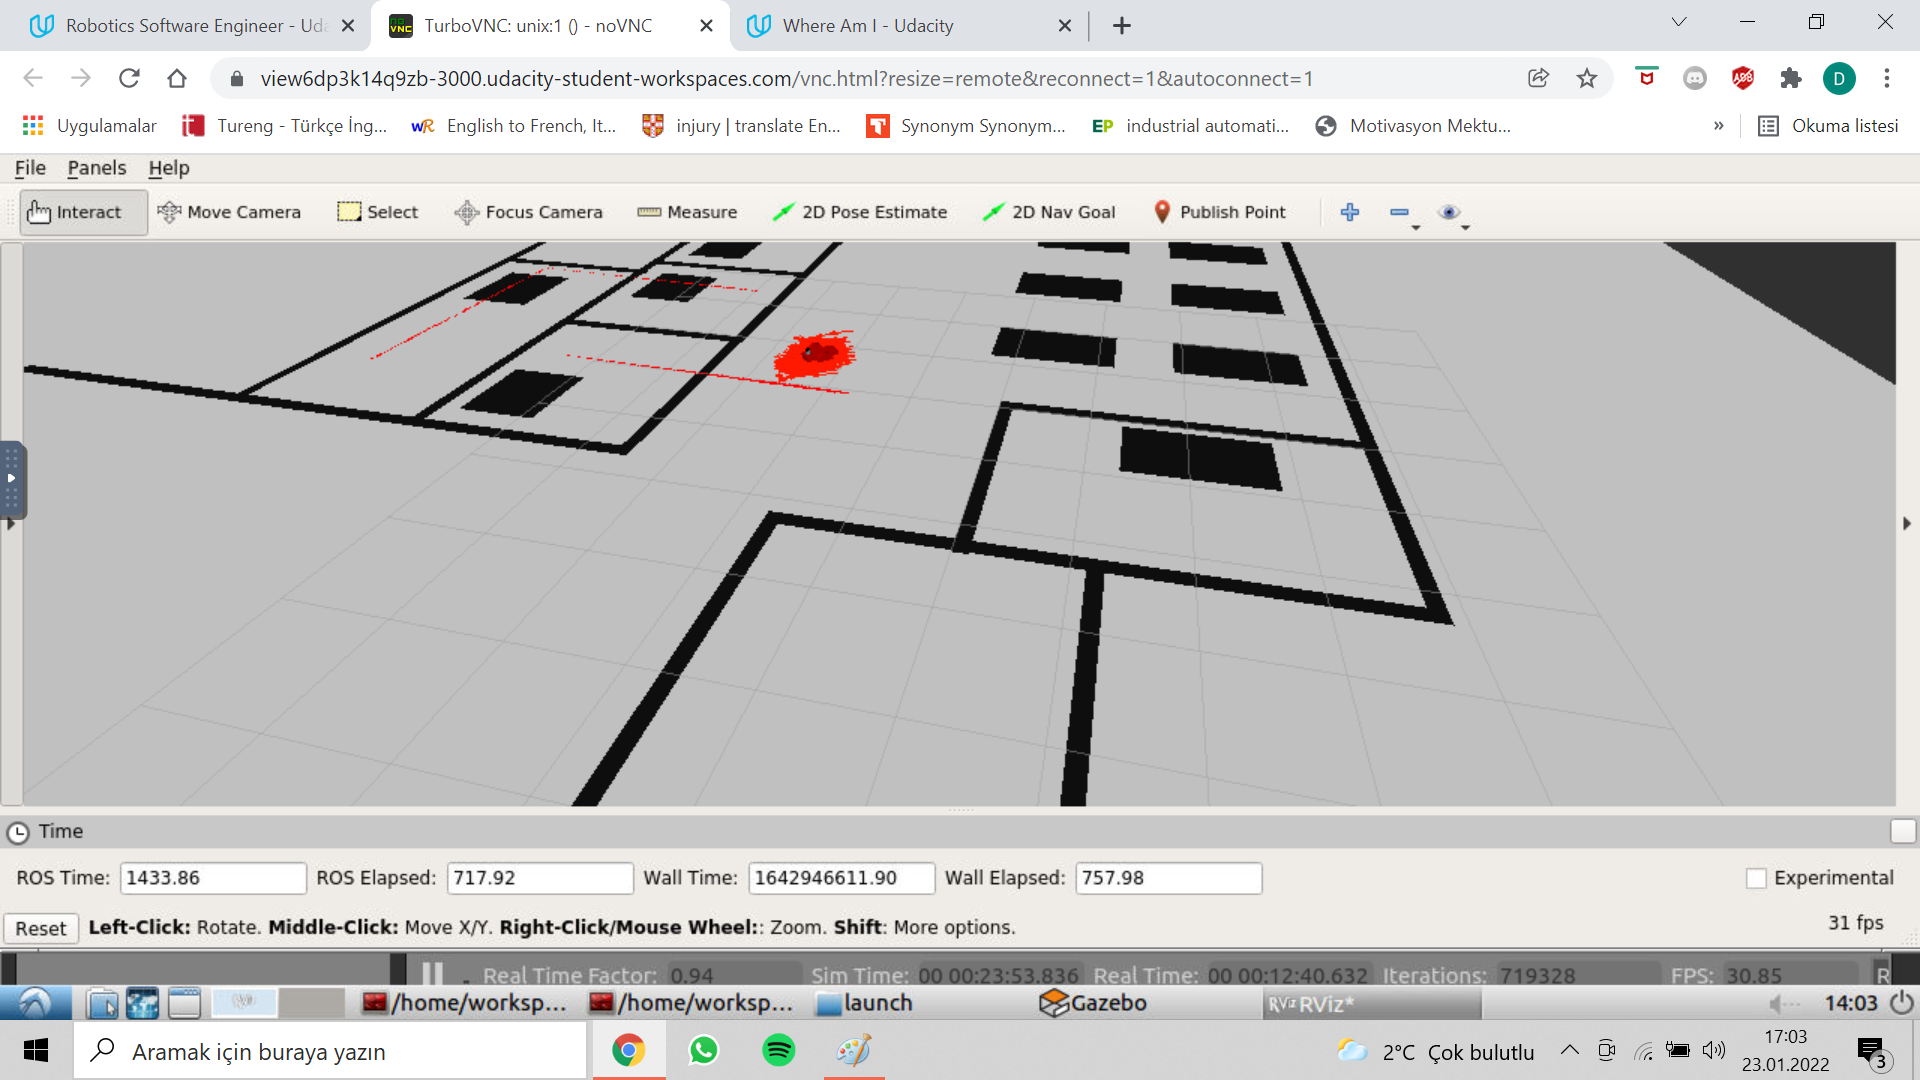 Robotics Software Engineer - Uda
TurboVNC: unix:1 () - noVNC
Where Am I - Udacity
view6dp3k14q9zb-3000.udacity-student-workspaces.com/vnc.html?resize=remote&reconnect=1&autoconnect=1
D
Uygulamalar
Tureng - Türkçe İng...
English to French, It...
injury | translate En...
Synonym Synonym...
EP industrial automati...
Motivasyon Mektu...
»
Okuma listesi
File Panels Help
Interact Move Camera Select Focus Camera Measure 2D Pose Estimate 2D Nav Goal Publish Point
Time
ROS Time: 1433.86 ROS Elapsed: 717.92 Wall Time: 1642946611.90 Wall Elapsed: 757.98 Experimental
Reset Left-Click: Rotate. Middle-Click: Move X/Y. Right-Click/Mouse Wheel:: Zoom. Shift: More options. 31 fps
Real Time Factor: 0.94 Sim Time: 00 00:23:53.836 Real Time: 00 00:12:40.632 Iterations: 719328 FPS: 30.85 R
/home/worksp... /home/worksp... launch Gazebo RViz RViz* 14:03
Aramak için buraya yazın
2°C Çok bulutlu
17:03
23.01.2022
3